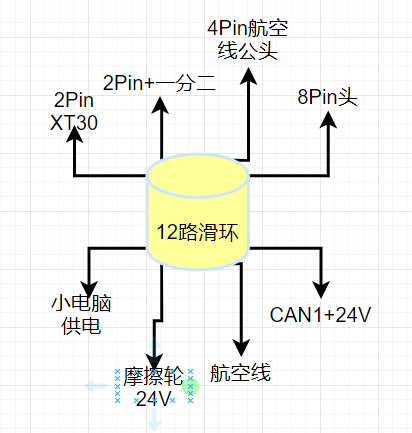 4Pin航空
线公头
2Pin+一分二
2Pin
XT30
8Pin头
12路滑环
小电脑
供电
CAN1+24V
摩擦轮
24V
航空线